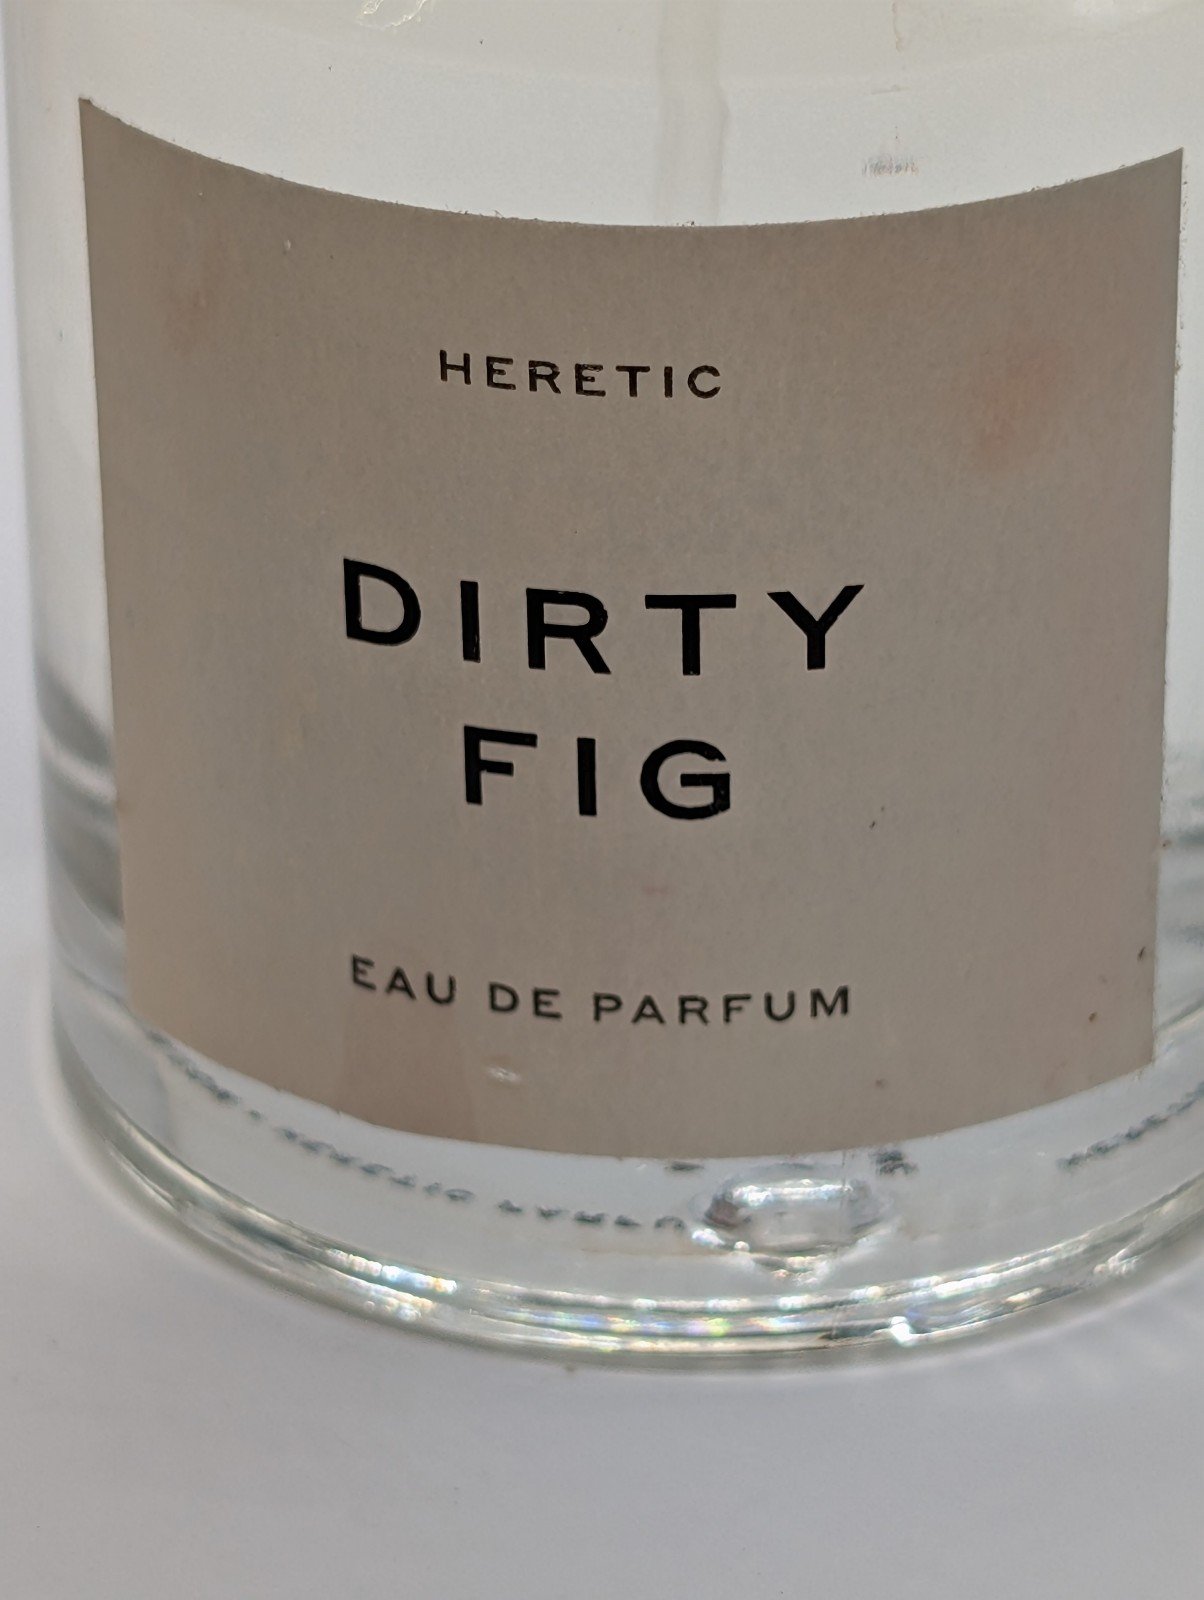 HERETIC
DIRTY
FIG
EAU DE PARFUM